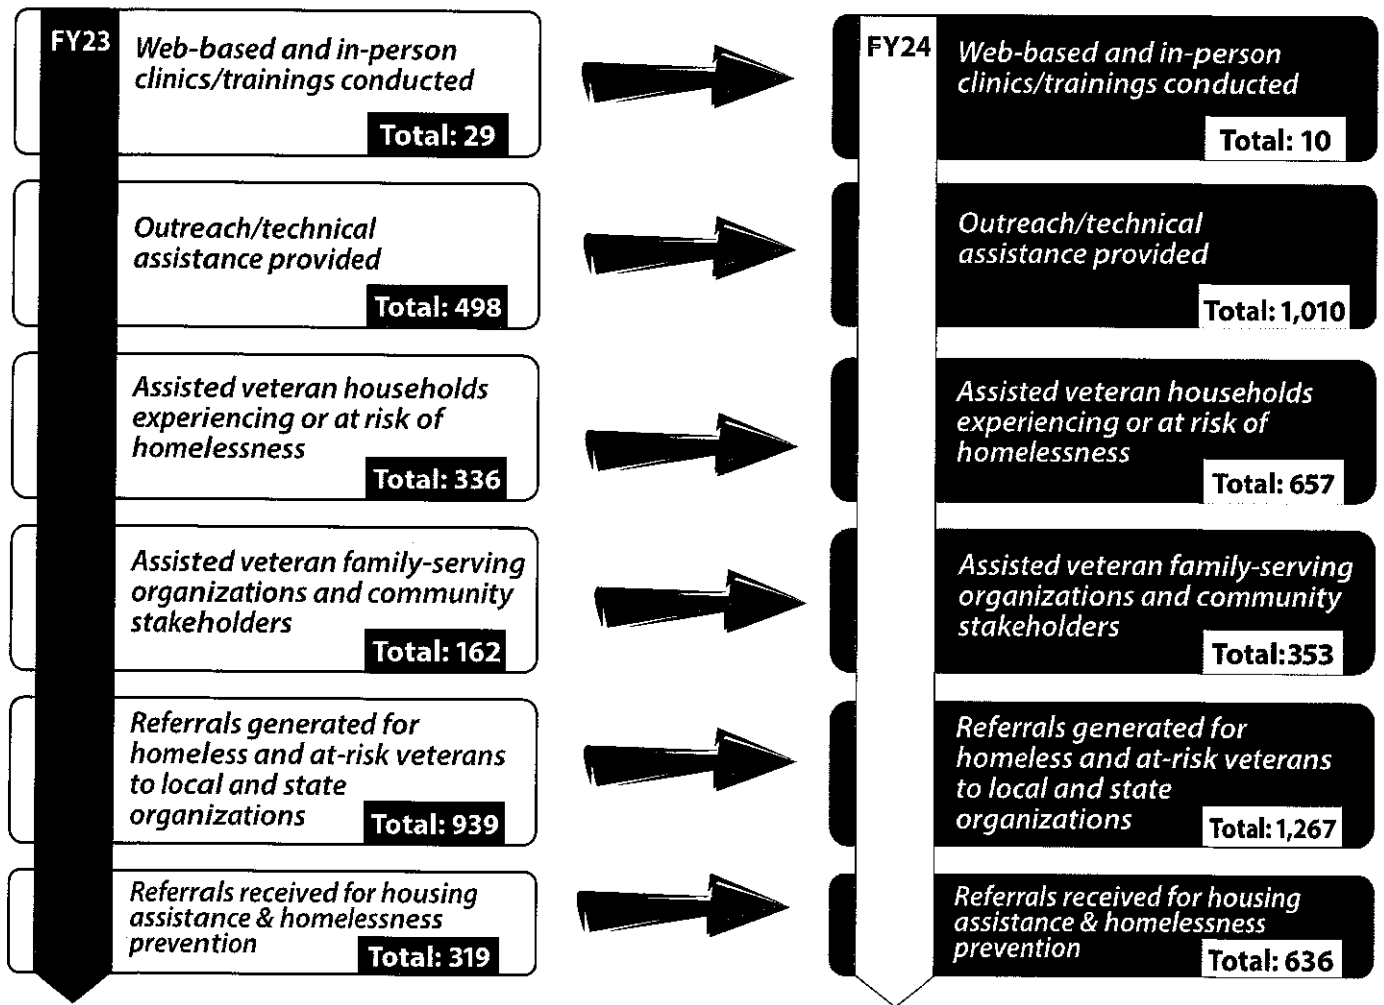 FY23
Web-based and in-person
clinics/trainings conducted
Total: 29
Outreach/technical
assistance provided
Total: 498
Assisted veteran households
experiencing or at risk of
homelessness
Total: 336
Assisted veteran family-serving
organizations and community
stakeholders
Total: 162
Referrals generated for
homeless and at-risk veterans
to local and state
organizations
Total: 939
Referrals received for housing
assistance & homelessness
prevention
Total: 319
FY24
Web-based and in-person
clinics/trainings conducted
Total: 10
Outreach/technical
assistance provided
Total: 1,010
Assisted veteran households
experiencing or at risk of
homelessness
Total: 657
Assisted veteran family-serving
organizations and community
stakeholders
Total:353
Referrals generated for
homeless and at-risk veterans
to local and state
organizations
Total: 1,267
Referrals received for housing
assistance & homelessness
prevention
Total: 636